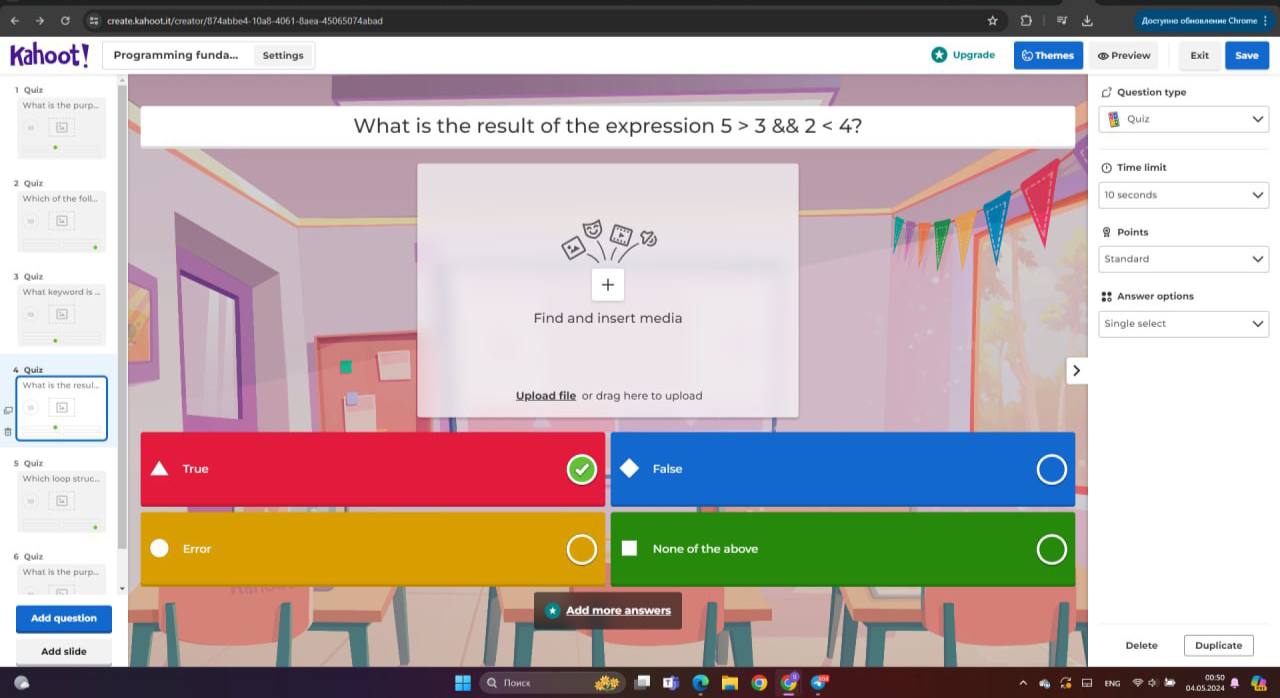 create.kahoot.it/creator/874abbe4-10a8-4061-8aea-45065074abad
Доступно обновление Chrome
Kahoot!
Programming funda...
Settings
Upgrade
Themes
Preview
Exit
Save
1 Quiz
What is the purp...
10
2 Quiz
Which of the foll...
10
3 Quiz
What keyword is ...
10
4 Quiz
What is the resul...
10
5 Quiz
Which loop struc...
10
6 Quiz
What is the purp...
Add question
Add slide
What is the result of the expression 5 > 3 && 2 < 4?
Find and insert media
Upload file or drag here to upload
True
False
Error
None of the above
Add more answers
Question type
Quiz
Time limit
10 seconds
Points
Standard
Answer options
Single select
Delete
Duplicate
Поиск
ENG
00:50
04.05.2024